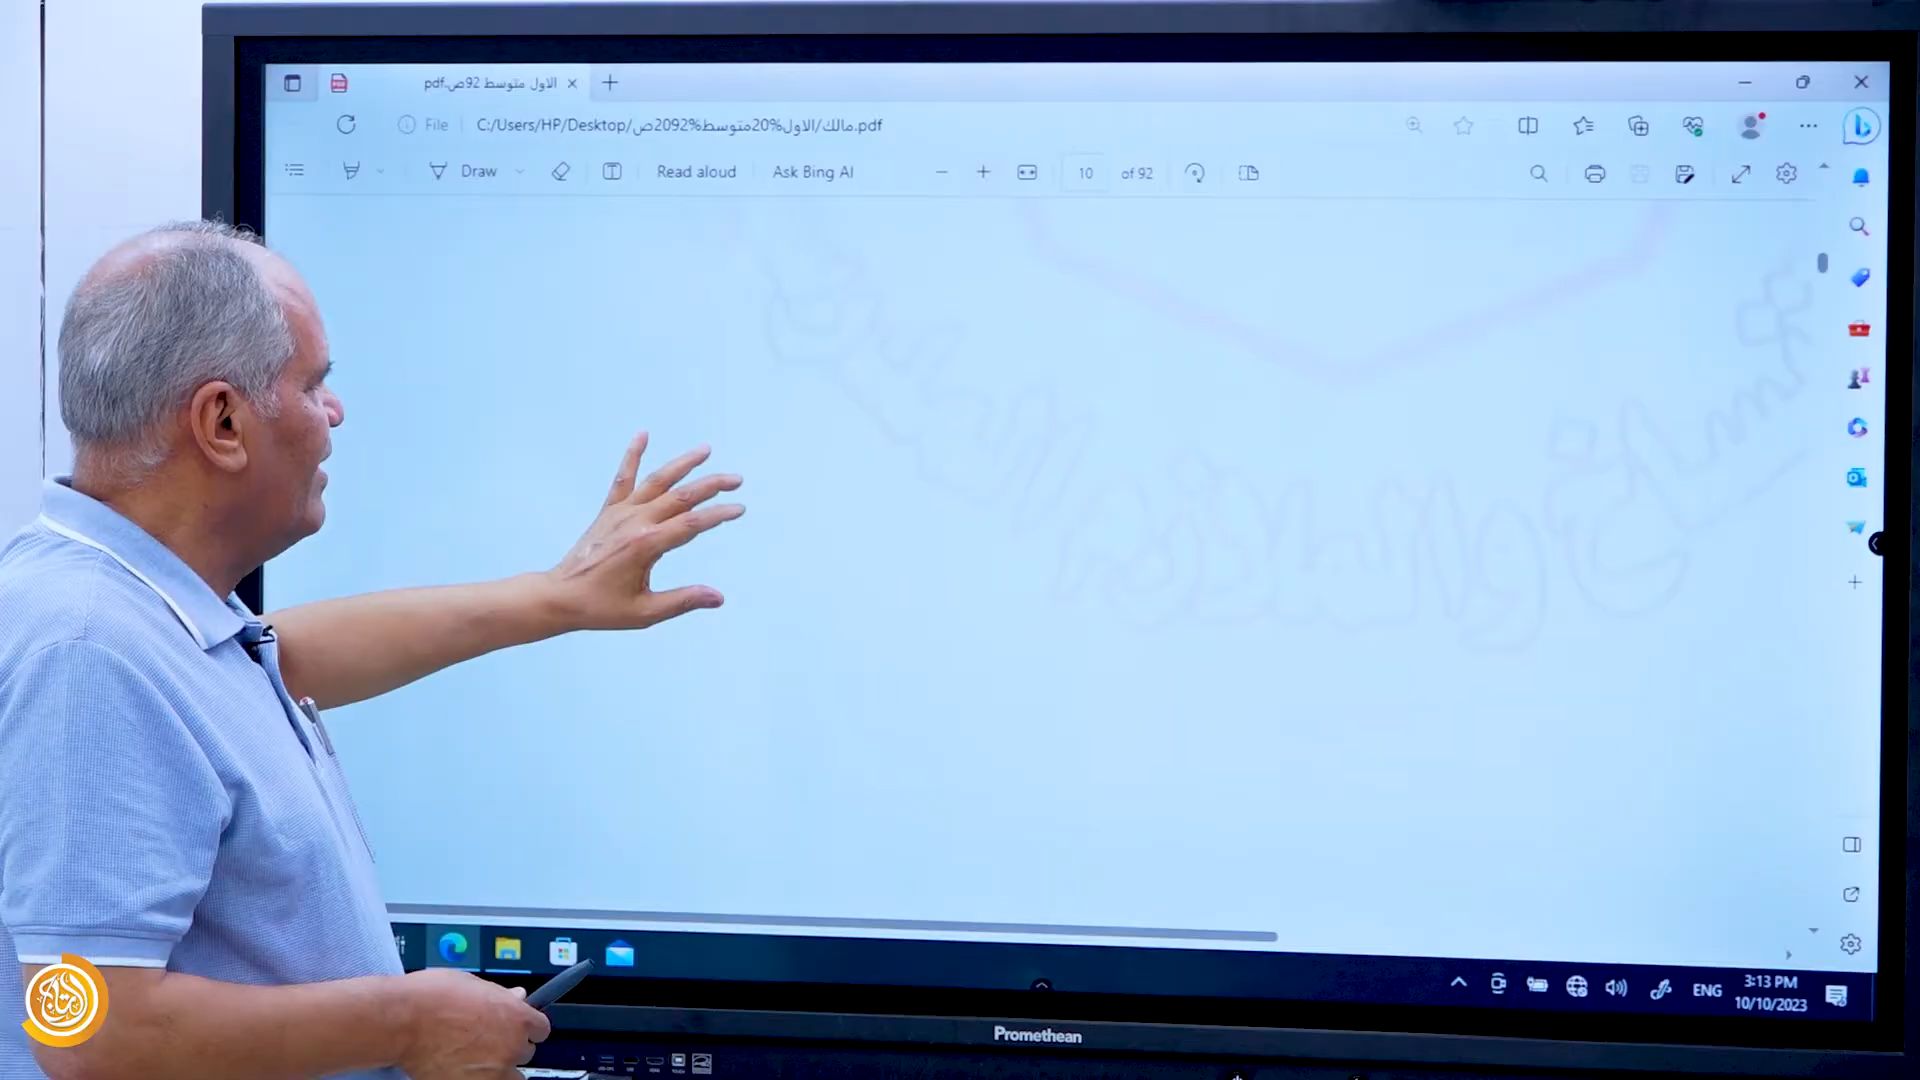 الاول متوسط 92ص.pdf
File C:/Users/HP/Desktop/مالك/الاول%20متوسط%2092ص.pdf
Draw Read aloud Ask Bing AI 10 of 92
ENG 3:13 PM
10/10/2023
Promethean
التاج